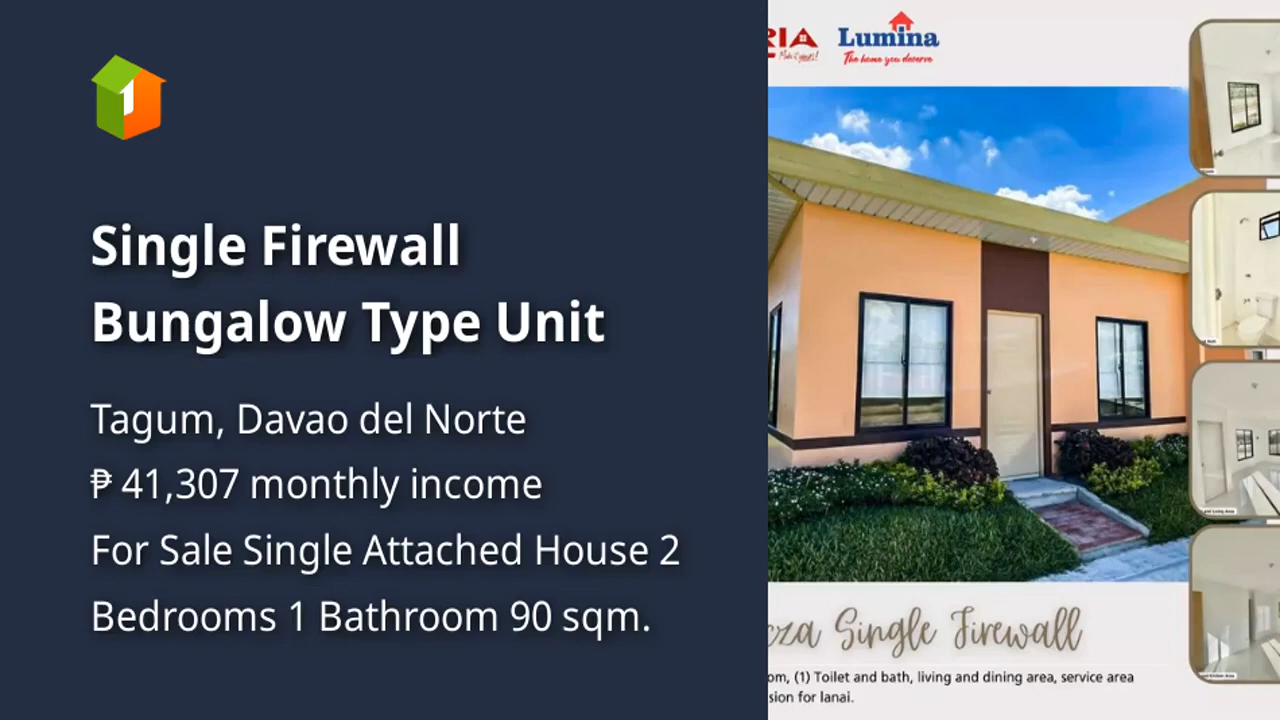 Single Firewall
Bungalow Type Unit
Tagum, Davao del Norte
₱ 41,307 monthly income
For Sale Single Attached House 2
Bedrooms 1 Bathroom 90 sqm.
RIA
Lumina
The home you deserve
cza Single Firewall
om, (1) Toilet and bath, living and dining area, service area
sion for lanai.